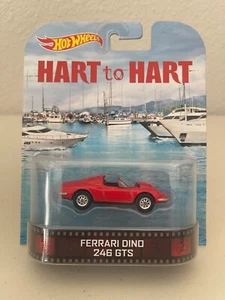 Hot Wheels
HART to HART
FERRARI DINO
246 GTS